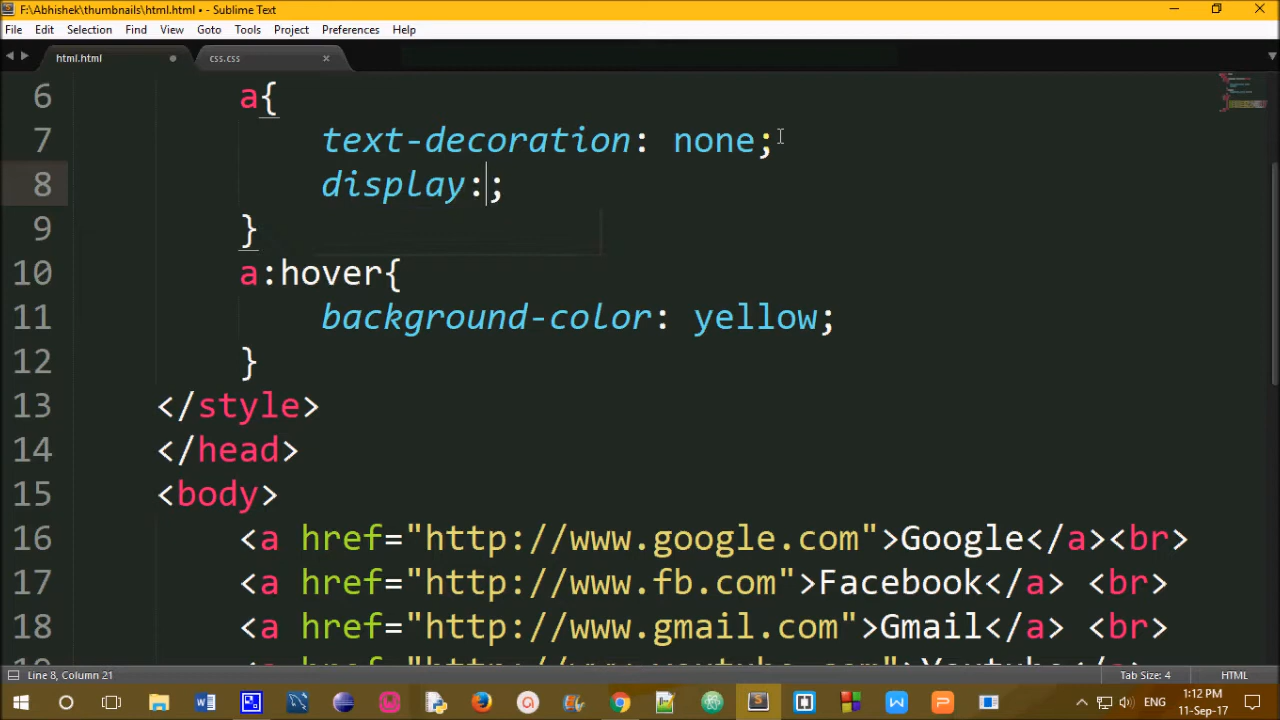 F:\Abhishek\thumbnails\html.html • - Sublime Text
File Edit Selection Find View Goto Tools Project Preferences Help
html.html css.css
6 a{
7 text-decoration: none;
8 display:;
9 }
10 a:hover{
11 background-color: yellow;
12 }
13 </style>
14 </head>
15 <body>
16 <a href="http://www.google.com">Google</a><br>
17 <a href="http://www.fb.com">Facebook</a> <br>
18 <a href="http://www.gmail.com">Gmail</a> <br>
Line 8, Column 21 Tab Size: 4 HTML
ENG 1:12 PM
11-Sep-17